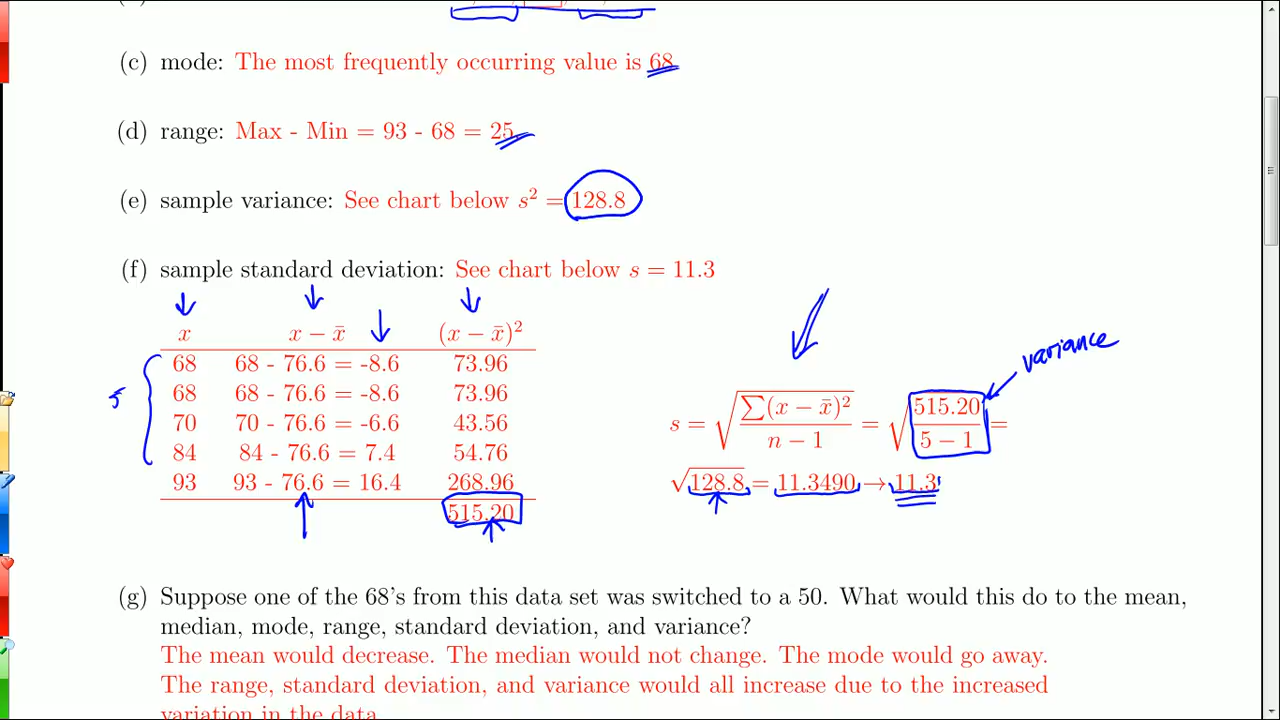 (c) mode: The most frequently occurring value is 68
(d) range: Max - Min = 93 - 68 = 25
(e) sample variance: See chart below s² = 128.8
(f) sample standard deviation: See chart below s = 11.3
x x − x̄ (x − x̄)²
68 68 - 76.6 = -8.6 73.96
68 68 - 76.6 = -8.6 73.96
70 70 - 76.6 = -6.6 43.56
84 84 - 76.6 = 7.4 54.76
93 93 - 76.6 = 16.4 268.96
515.20
5
variance
s = √(∑(x − x̄)² / n − 1) = √(515.20 / 5 − 1) =
√128.8 = 11.3490 → 11.3
(g) Suppose one of the 68's from this data set was switched to a 50. What would this do to the mean,
median, mode, range, standard deviation, and variance?
The mean would decrease. The median would not change. The mode would go away.
The range, standard deviation, and variance would all increase due to the increased
variation in the data